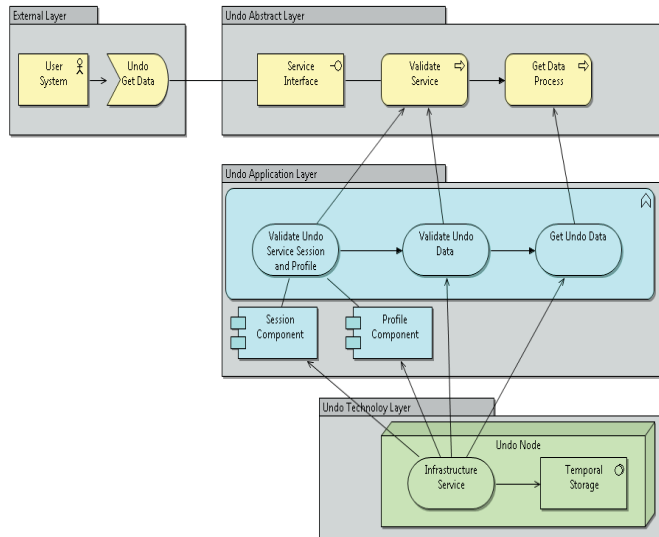 External Layer
Undo Abstract Layer
User
System
Undo
Get Data
Service
Interface
Validate
Service
Get Data
Process
Undo Application Layer
Validate Undo
Service Session
and Profile
Validate Undo
Data
Get Undo Data
Session
Component
Profile
Component
Undo Technoloy Layer
Undo Node
Infrastructure
Service
Temporal
Storage